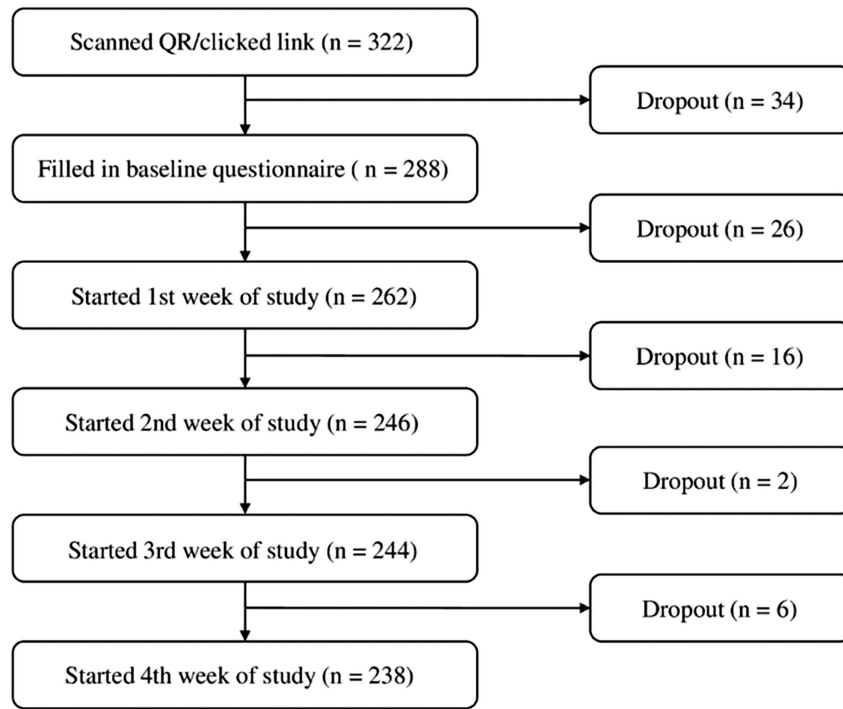 Scanned QR/clicked link (n = 322)
Dropout (n = 34)
Filled in baseline questionnaire ( n = 288)
Dropout (n = 26)
Started 1st week of study (n = 262)
Dropout (n = 16)
Started 2nd week of study (n = 246)
Dropout (n = 2)
Started 3rd week of study (n = 244)
Dropout (n = 6)
Started 4th week of study (n = 238)